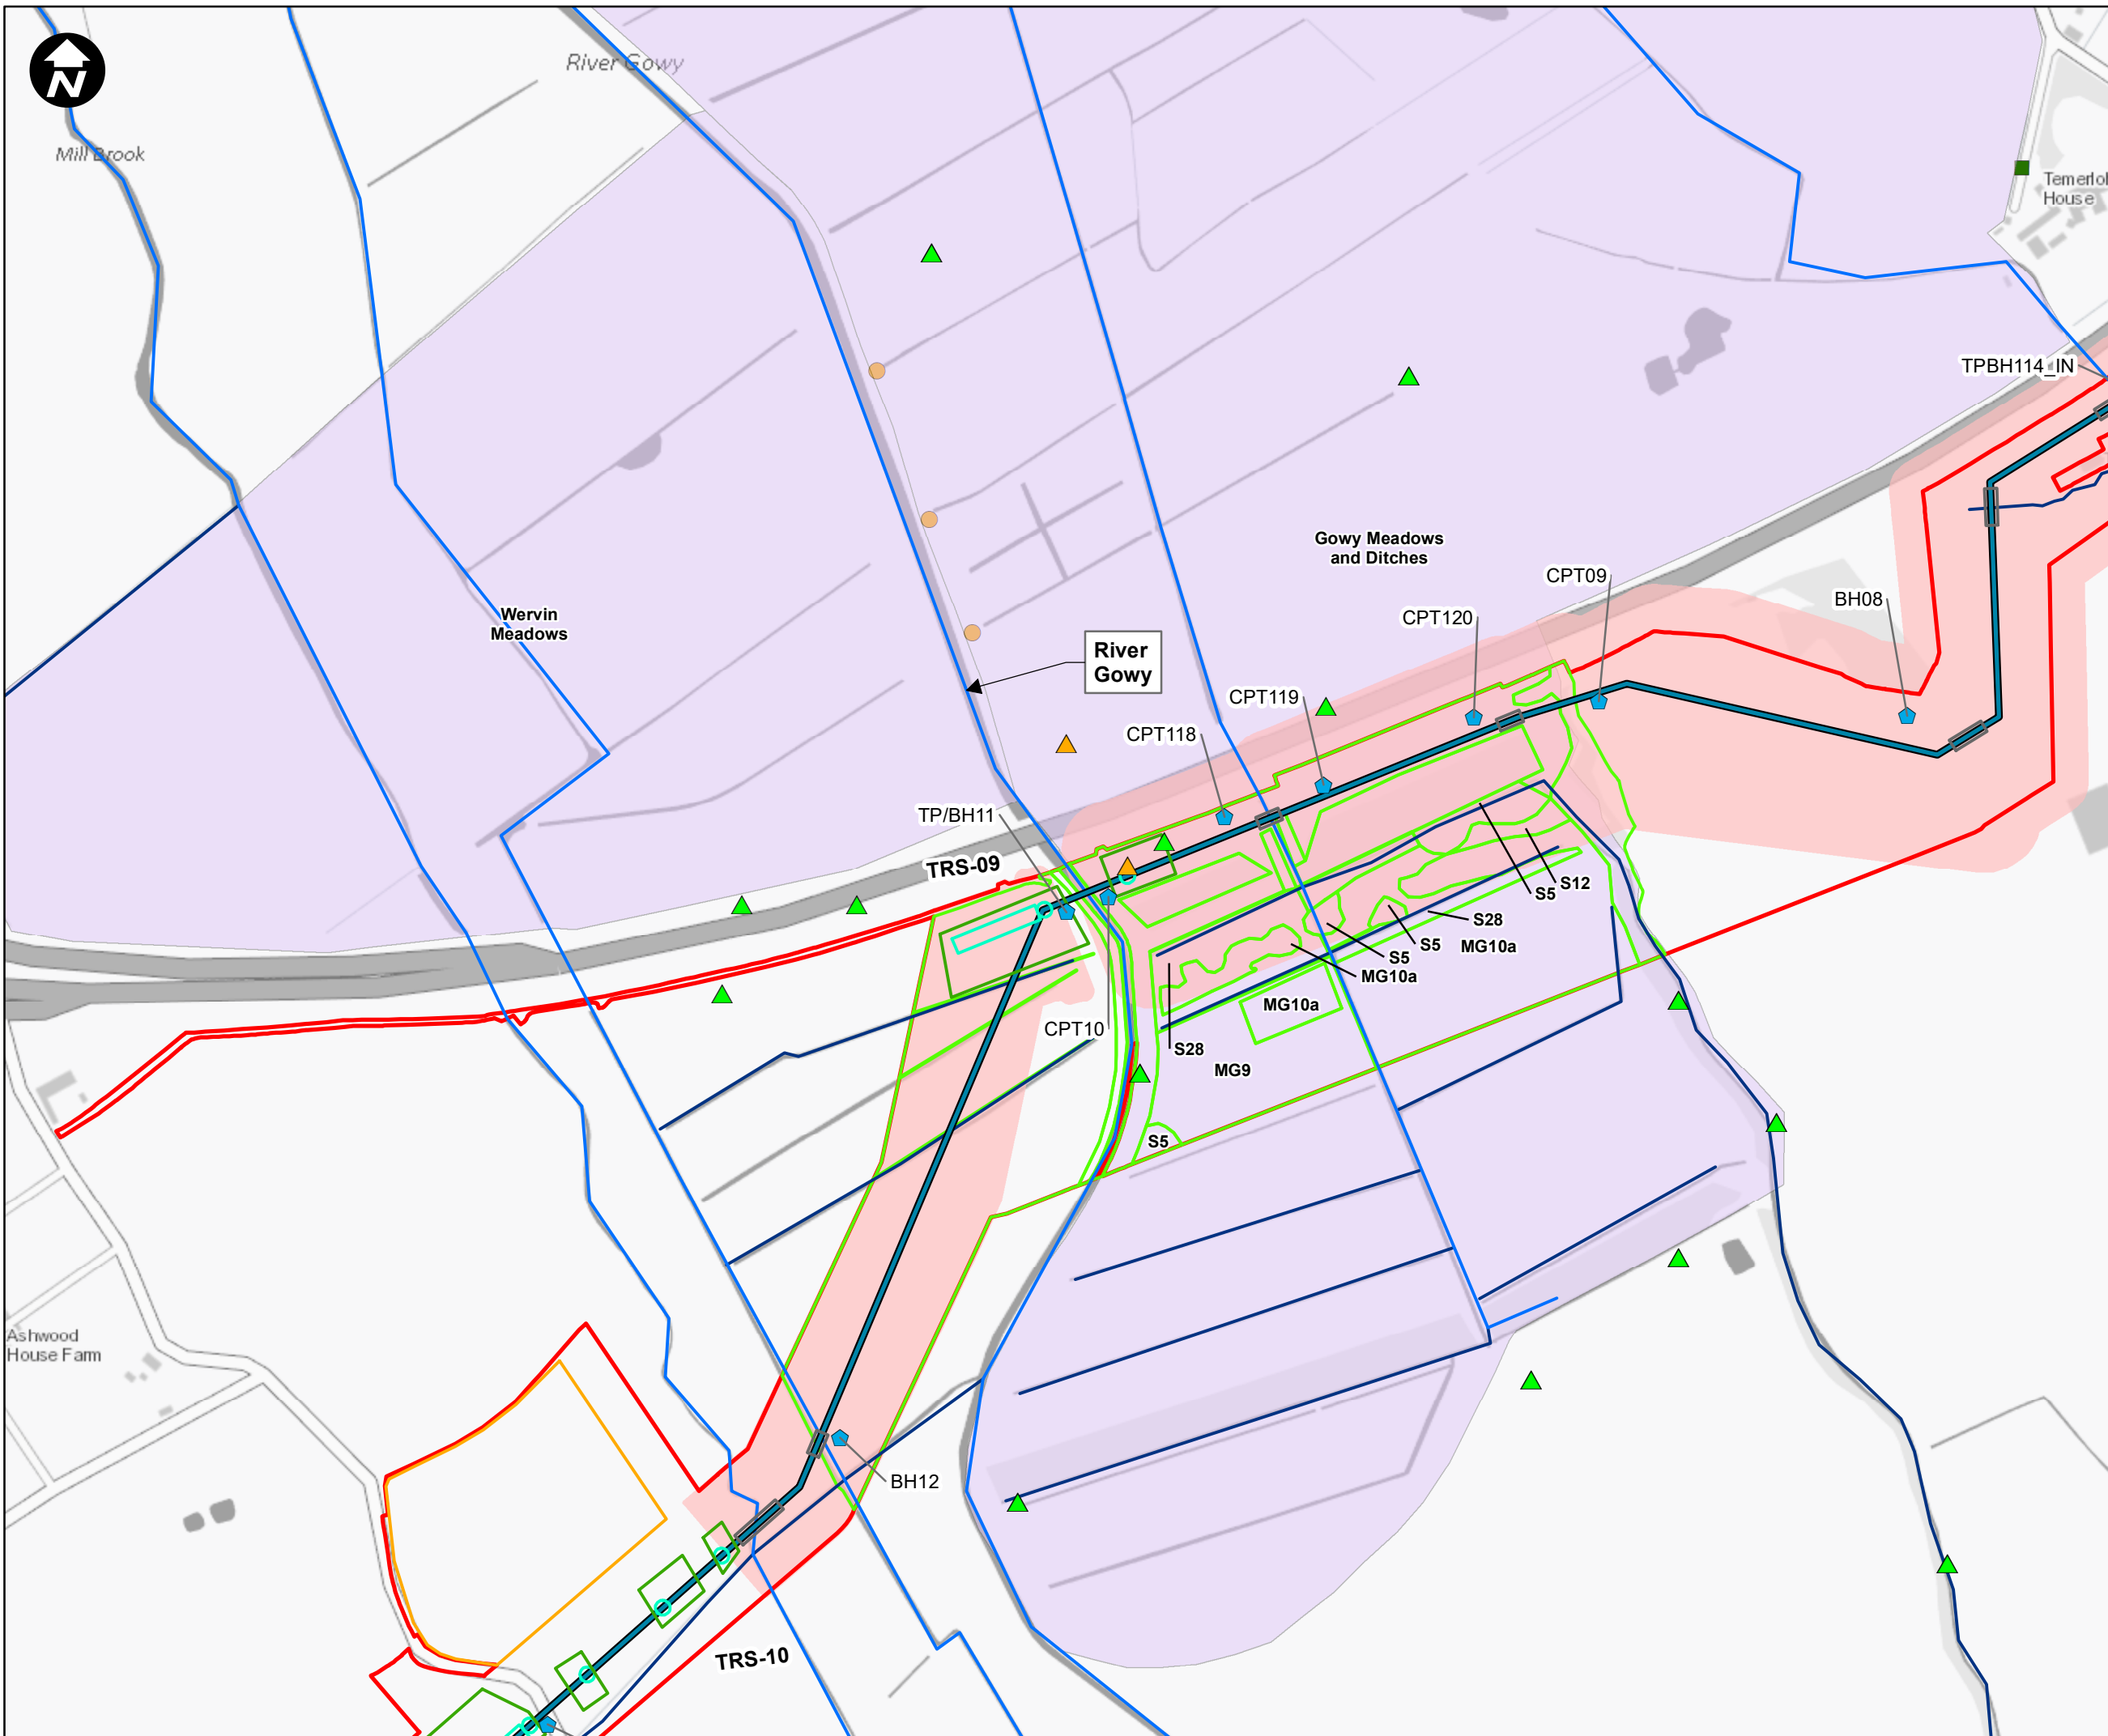 N
River Gowy
Mill Brook
Temerlo
House
TPBH114_IN
Gowy Meadows
and Ditches
CPT09
BH08
CPT120
Wervin
Meadows
River
Gowy
CPT119
CPT118
TP/BH11
TRS-09
S12
S5
S28
S5
MG10a
S5
MG10a
MG10a
CPT10
S28
MG9
S5
Ashwood
House Farm
BH12
TRS-10